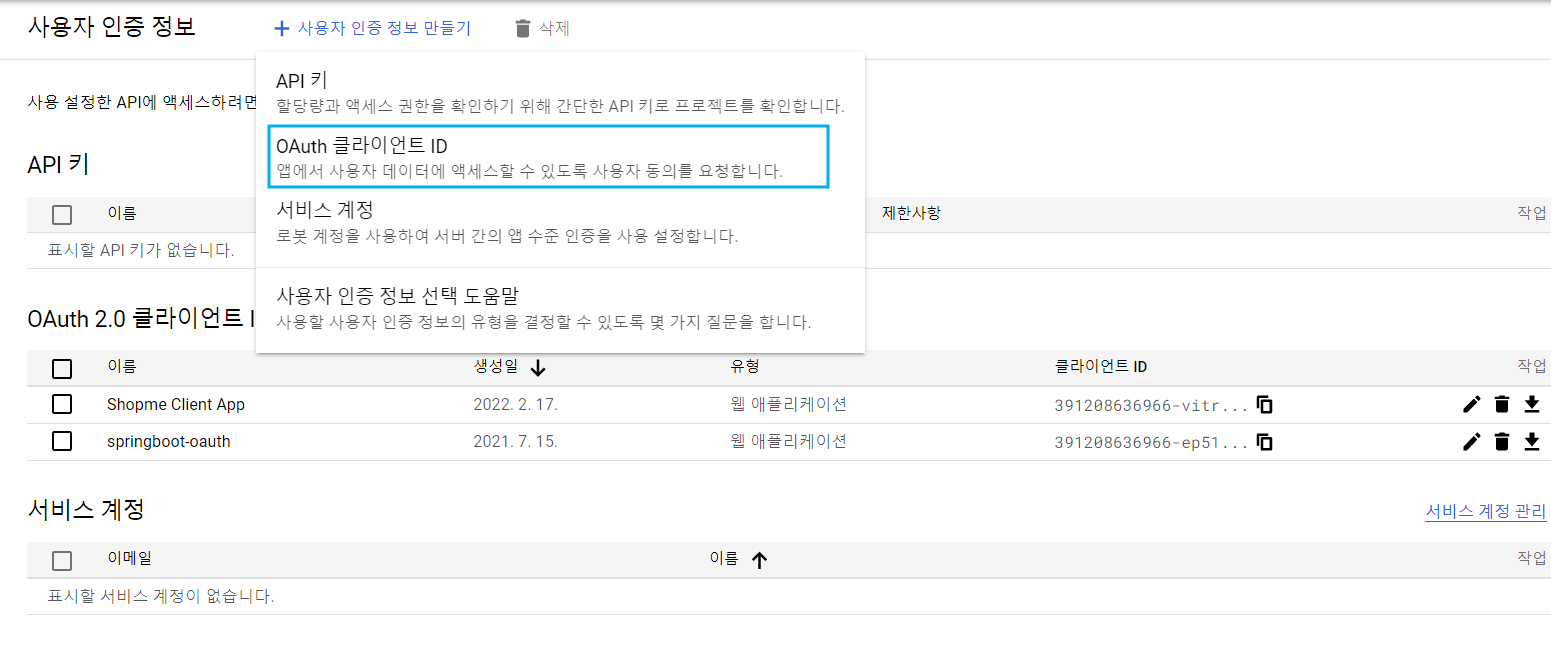 사용자 인증 정보 사용자 인증 정보 만들기 삭제
API 키
할당량과 액세스 권한을 확인하기 위해 간단한 API 키로 프로젝트를 확인합니다.
OAuth 클라이언트 ID
앱에서 사용자 데이터에 액세스할 수 있도록 사용자 동의를 요청합니다.
서비스 계정
로봇 계정을 사용하여 서버 간의 앱 수준 인증을 사용 설정합니다.
사용자 인증 정보 선택 도움말
사용할 사용자 인증 정보의 유형을 결정할 수 있도록 몇 가지 질문을 합니다.
사용 설정한 API에 액세스하려면
API 키
이름 제한사항 작업
표시할 API 키가 없습니다.
OAuth 2.0 클라이언트 I
이름 생성일 유형 클라이언트 ID 작업
Shopme Client App 2022. 2. 17. 웹 애플리케이션 391208636966-vitr...
springboot-oauth 2021. 7. 15. 웹 애플리케이션 391208636966-ep51...
서비스 계정 서비스 계정 관리
이메일 이름 작업
표시할 서비스 계정이 없습니다.